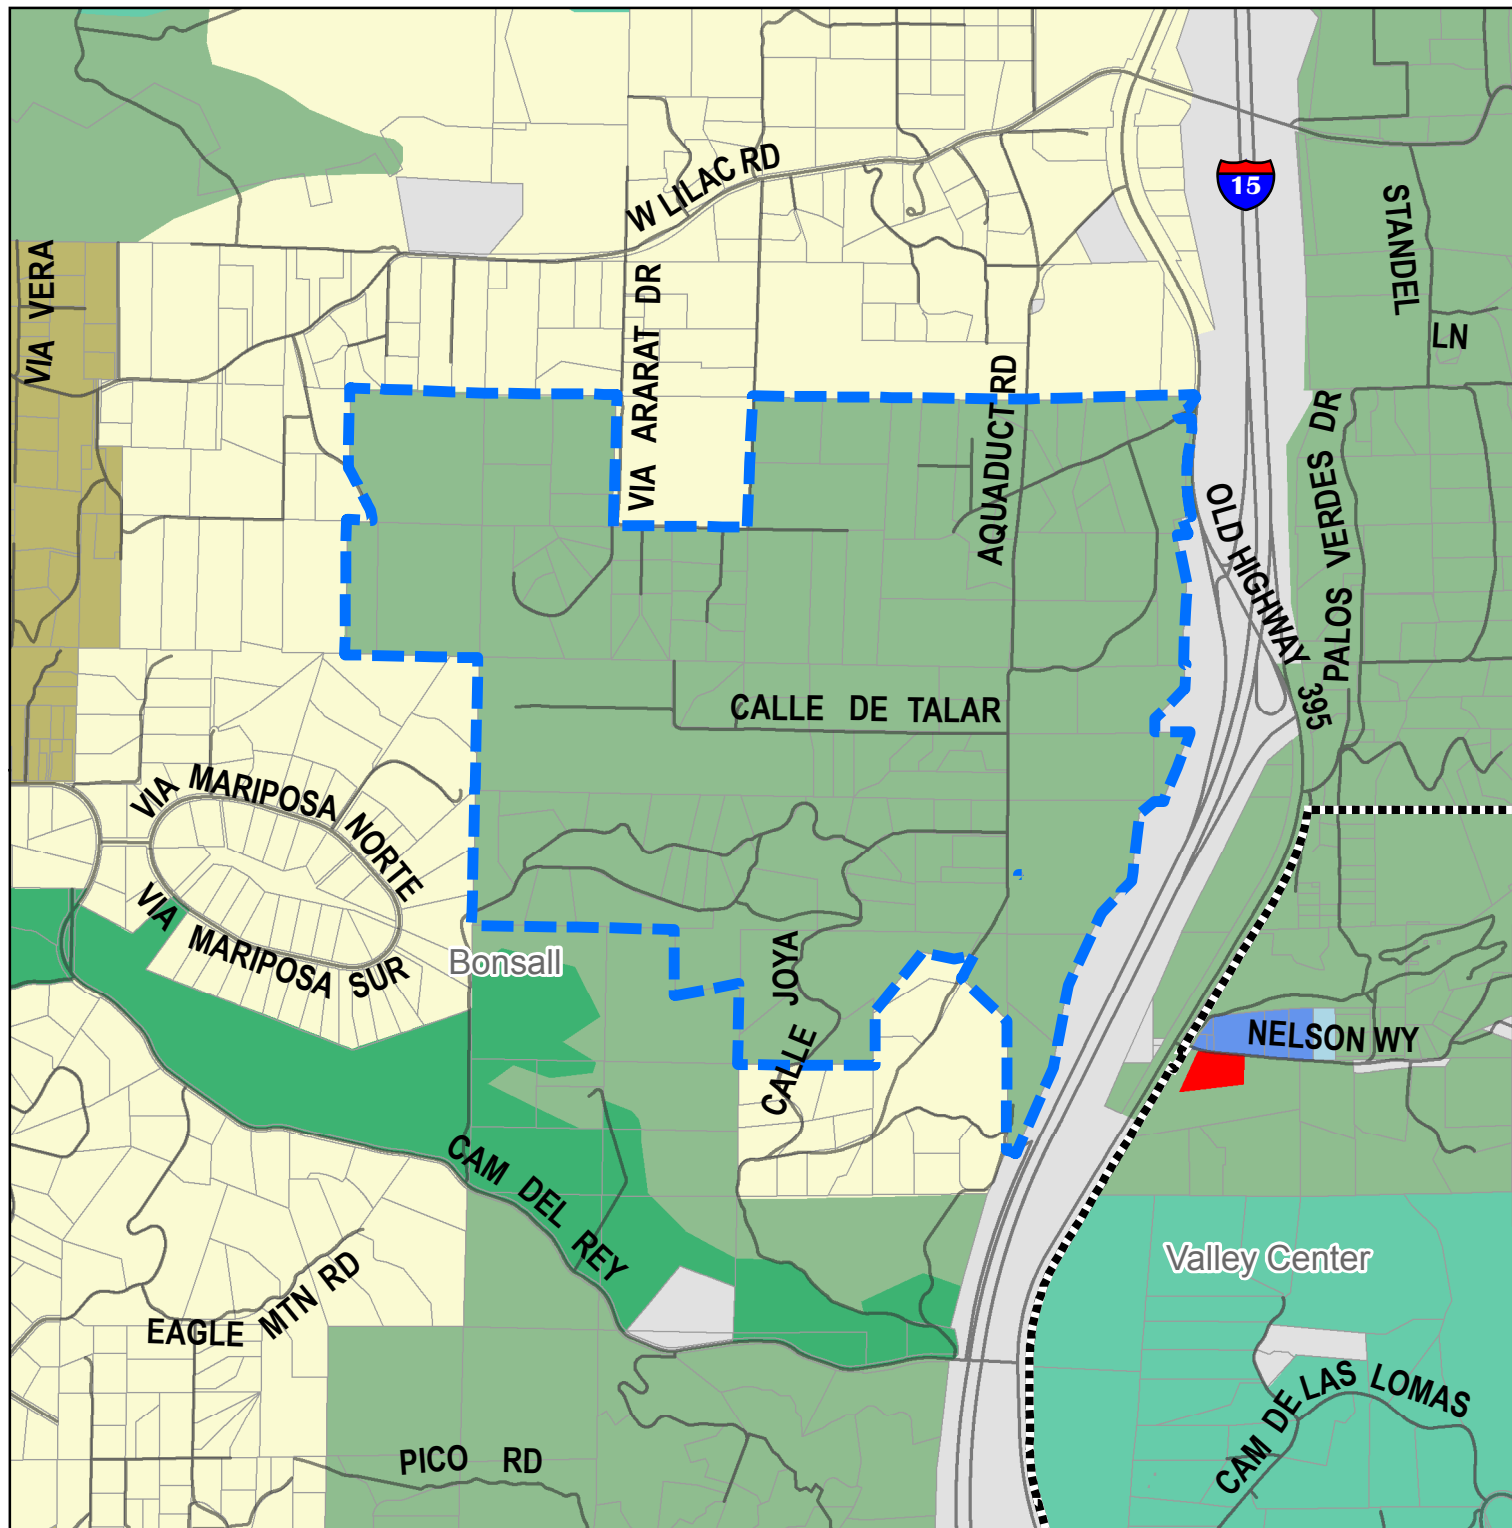 W LILAC RD
15
STANDEL
LN
VIA VERA
VIA ARARAT DR
AQUADUCT RD
PALOS VERDES DR
OLD HIGHWAY 395
CALLE DE TALAR
VIA MARIPOSA NORTE
VIA MARIPOSA SUR
Bonsall
CALLE JOYA
NELSON WY
CAM DEL REY
Valley Center
EAGLE MTN RD
CAM DE LAS LOMAS
PICO RD